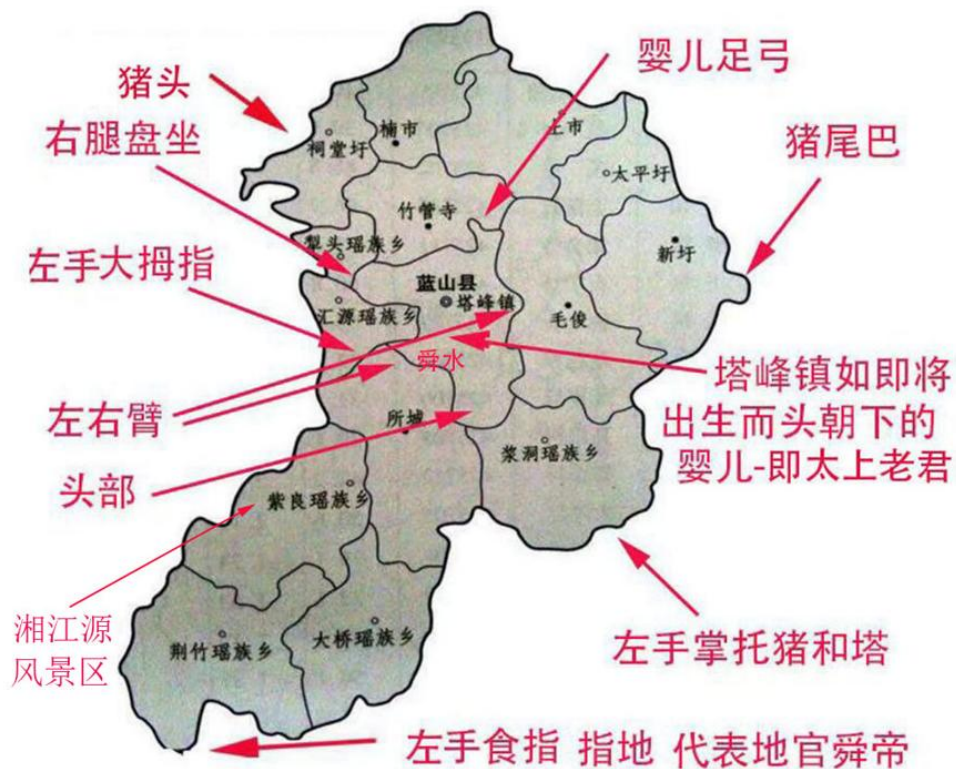 婴儿足弓
猪头
楠市
土市
右腿盘坐
祠堂圩
猪尾巴
太平圩
竹管寺
新圩
犁头瑶族乡
左手大拇指
蓝山县
塔峰镇
汇源瑶族乡
毛俊
舜水
塔峰镇如即将
出生而头朝下的
婴儿-即太上老君
左右臂
所城
浆洞瑶族乡
头部
紫良瑶族乡
湘江源
风景区
大桥瑶族乡
荆竹瑶族乡
左手掌托猪和塔
左手食指 指地 代表地官舜帝